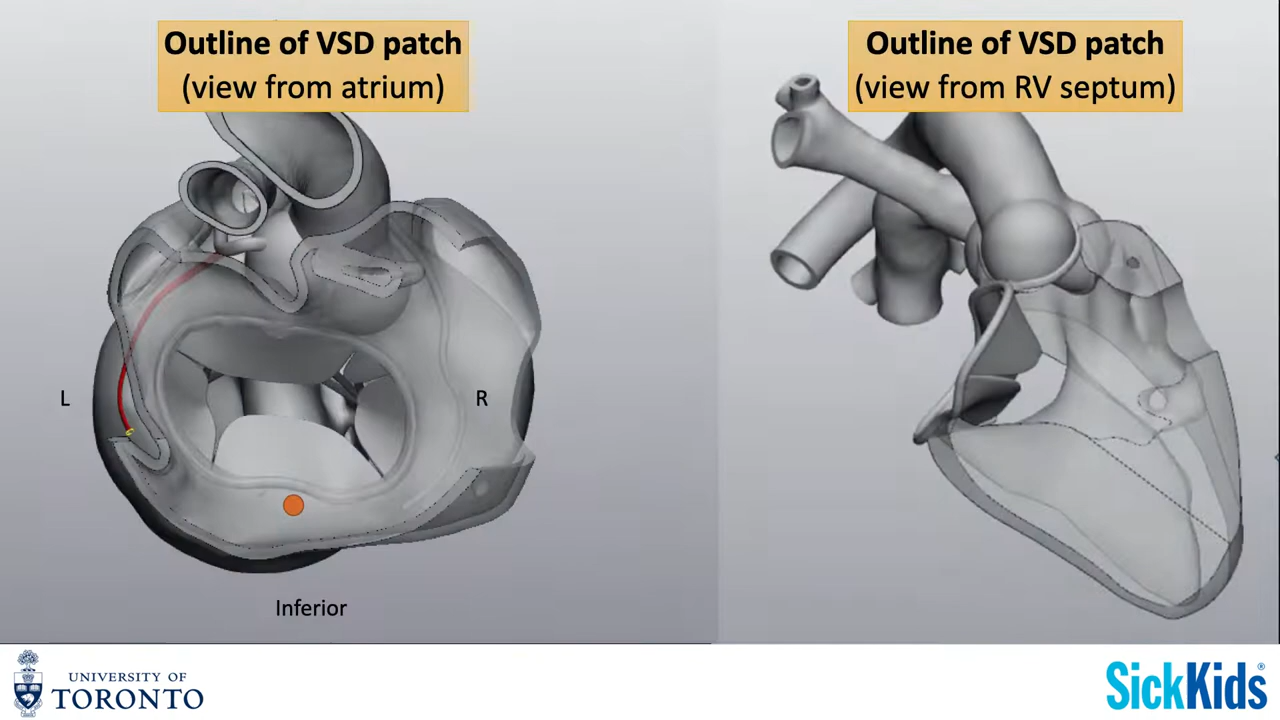 Outline of VSD patch
(view from atrium)
Outline of VSD patch
(view from RV septum)
L
R
Inferior
UNIVERSITY OF
TORONTO
SickKids®